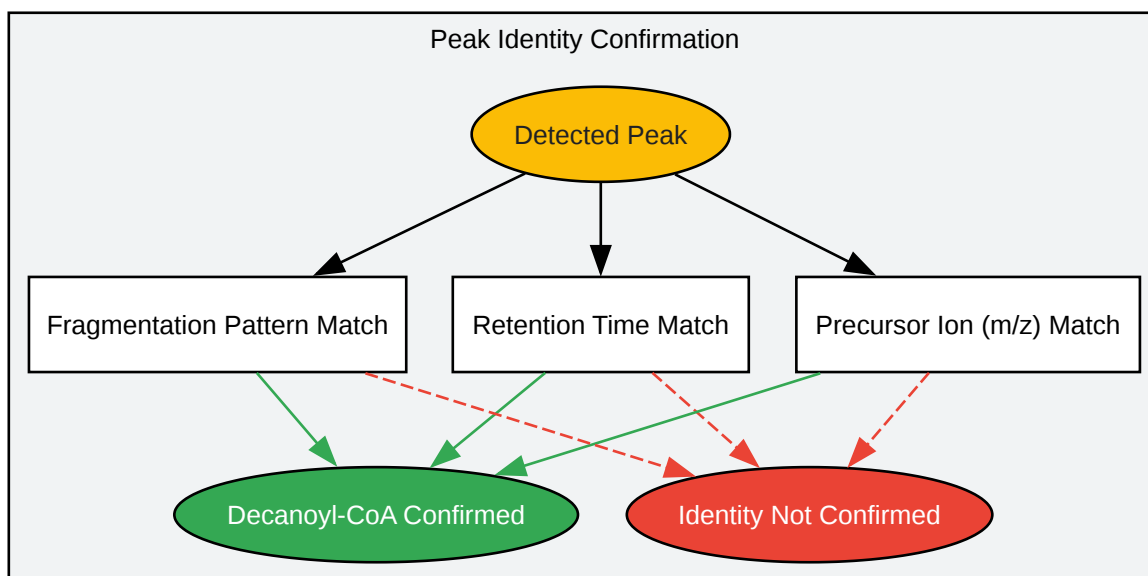 Peak Identity Confirmation
Detected Peak
Fragmentation Pattern Match
Retention Time Match
Precursor Ion (m/z) Match
Decanoyl-CoA Confirmed
Identity Not Confirmed